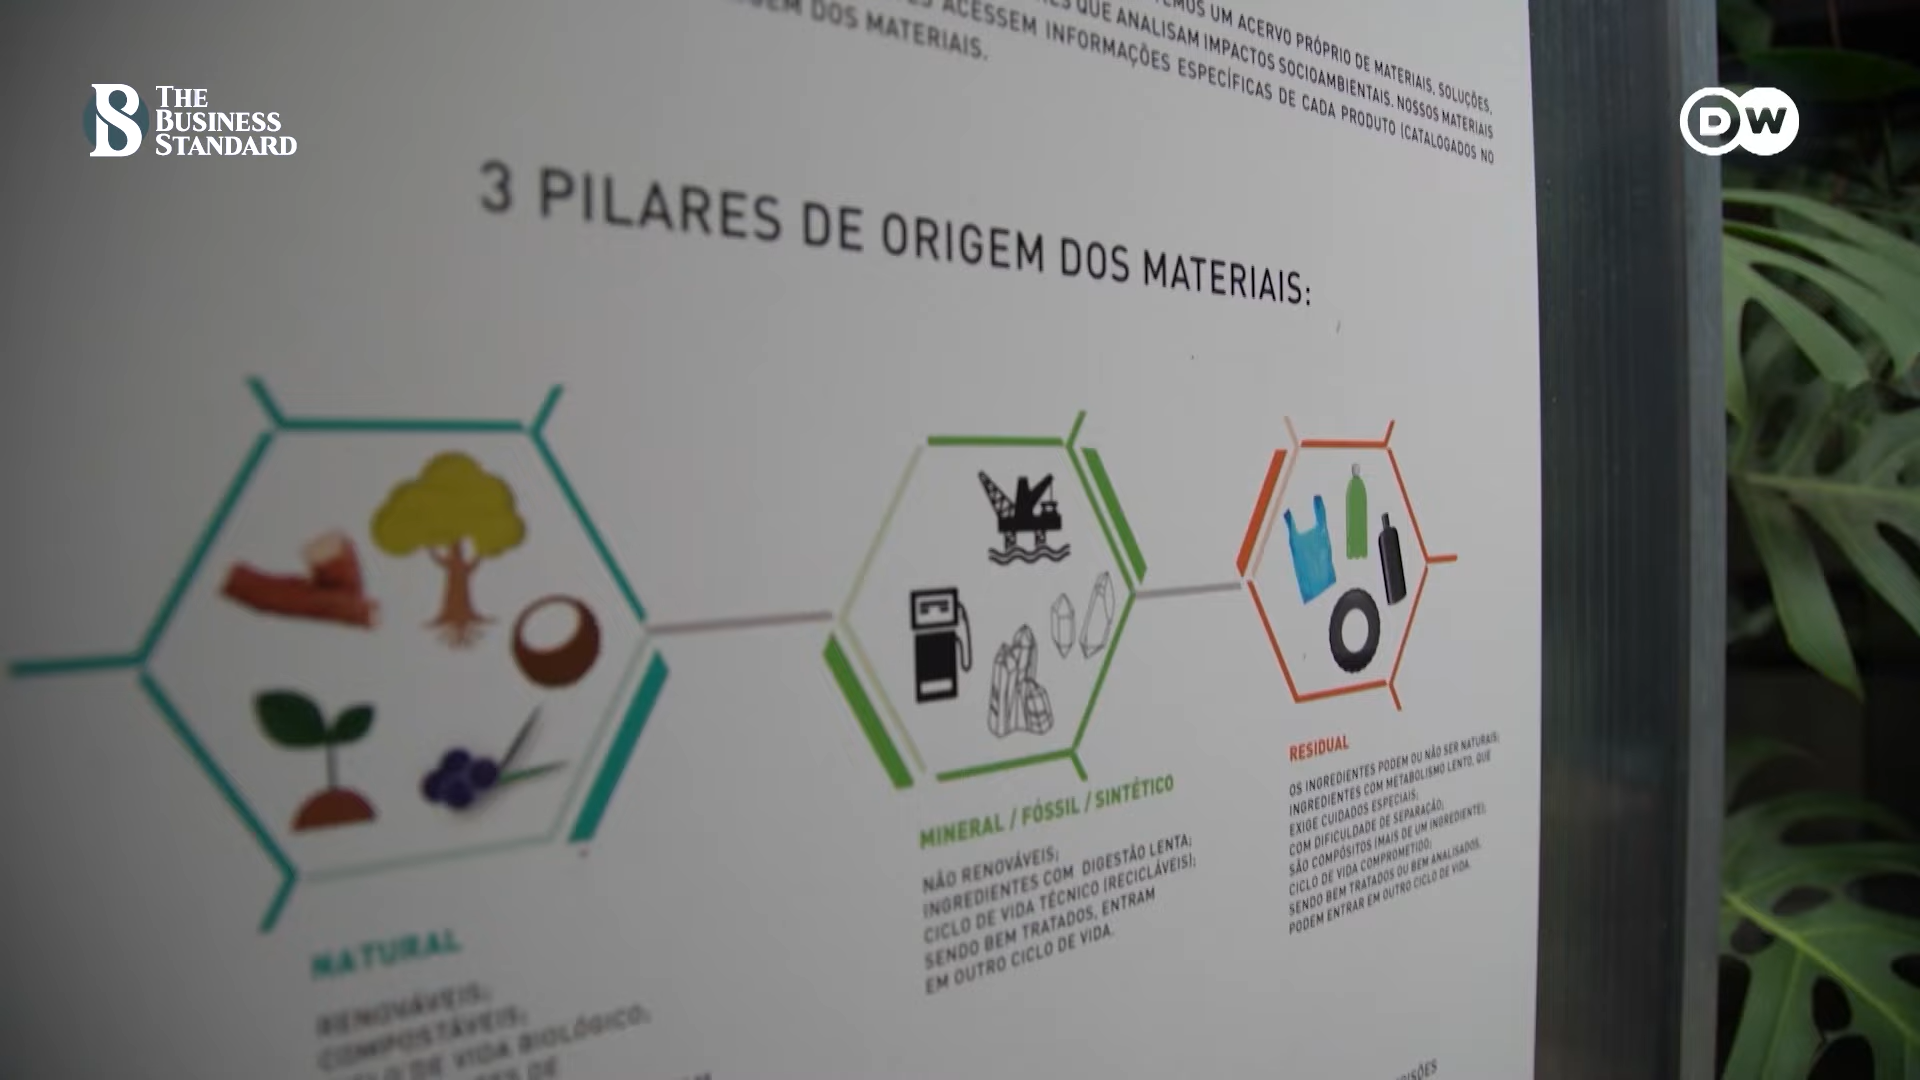 THE
BUSINESS
STANDARD
DW
TEMOS UM ACERVO PRÓPRIO DE MATERIAIS, SOLUÇÕES,
QUE ANALISAM IMPACTOS SOCIOAMBIENTAIS. NOSSOS MATERIAIS
ACESSEM INFORMAÇÕES ESPECÍFICAS DE CADA PRODUTO (CATALOGADOS NO
DOS MATERIAIS.
3 PILARES DE ORIGEM DOS MATERIAIS:
NATURAL
RENOVÁVEIS;
COMPOSTÁVEIS;
DE VIDA BIOLÓGICO;
DE
MINERAL / FÓSSIL / SINTÉTICO
NÃO RENOVÁVEIS;
INGREDIENTES COM DIGESTÃO LENTA;
CICLO DE VIDA TÉCNICO (RECICLÁVEIS);
SENDO BEM TRATADOS, ENTRAM
EM OUTRO CICLO DE VIDA.
RESIDUAL
OS INGREDIENTES PODEM OU NÃO SER NATURAIS;
INGREDIENTES COM METABOLISMO LENTO, QUE
EXIGE CUIDADOS ESPECIAIS;
COM DIFICULDADE DE SEPARAÇÃO;
SÃO COMPÓSITOS (MAIS DE UM INGREDIENTE);
CICLO DE VIDA COMPROMETIDO;
SENDO BEM TRATADOS OU BEM ANALISADOS,
PODEM ENTRAR EM OUTRO CICLO DE VIDA.